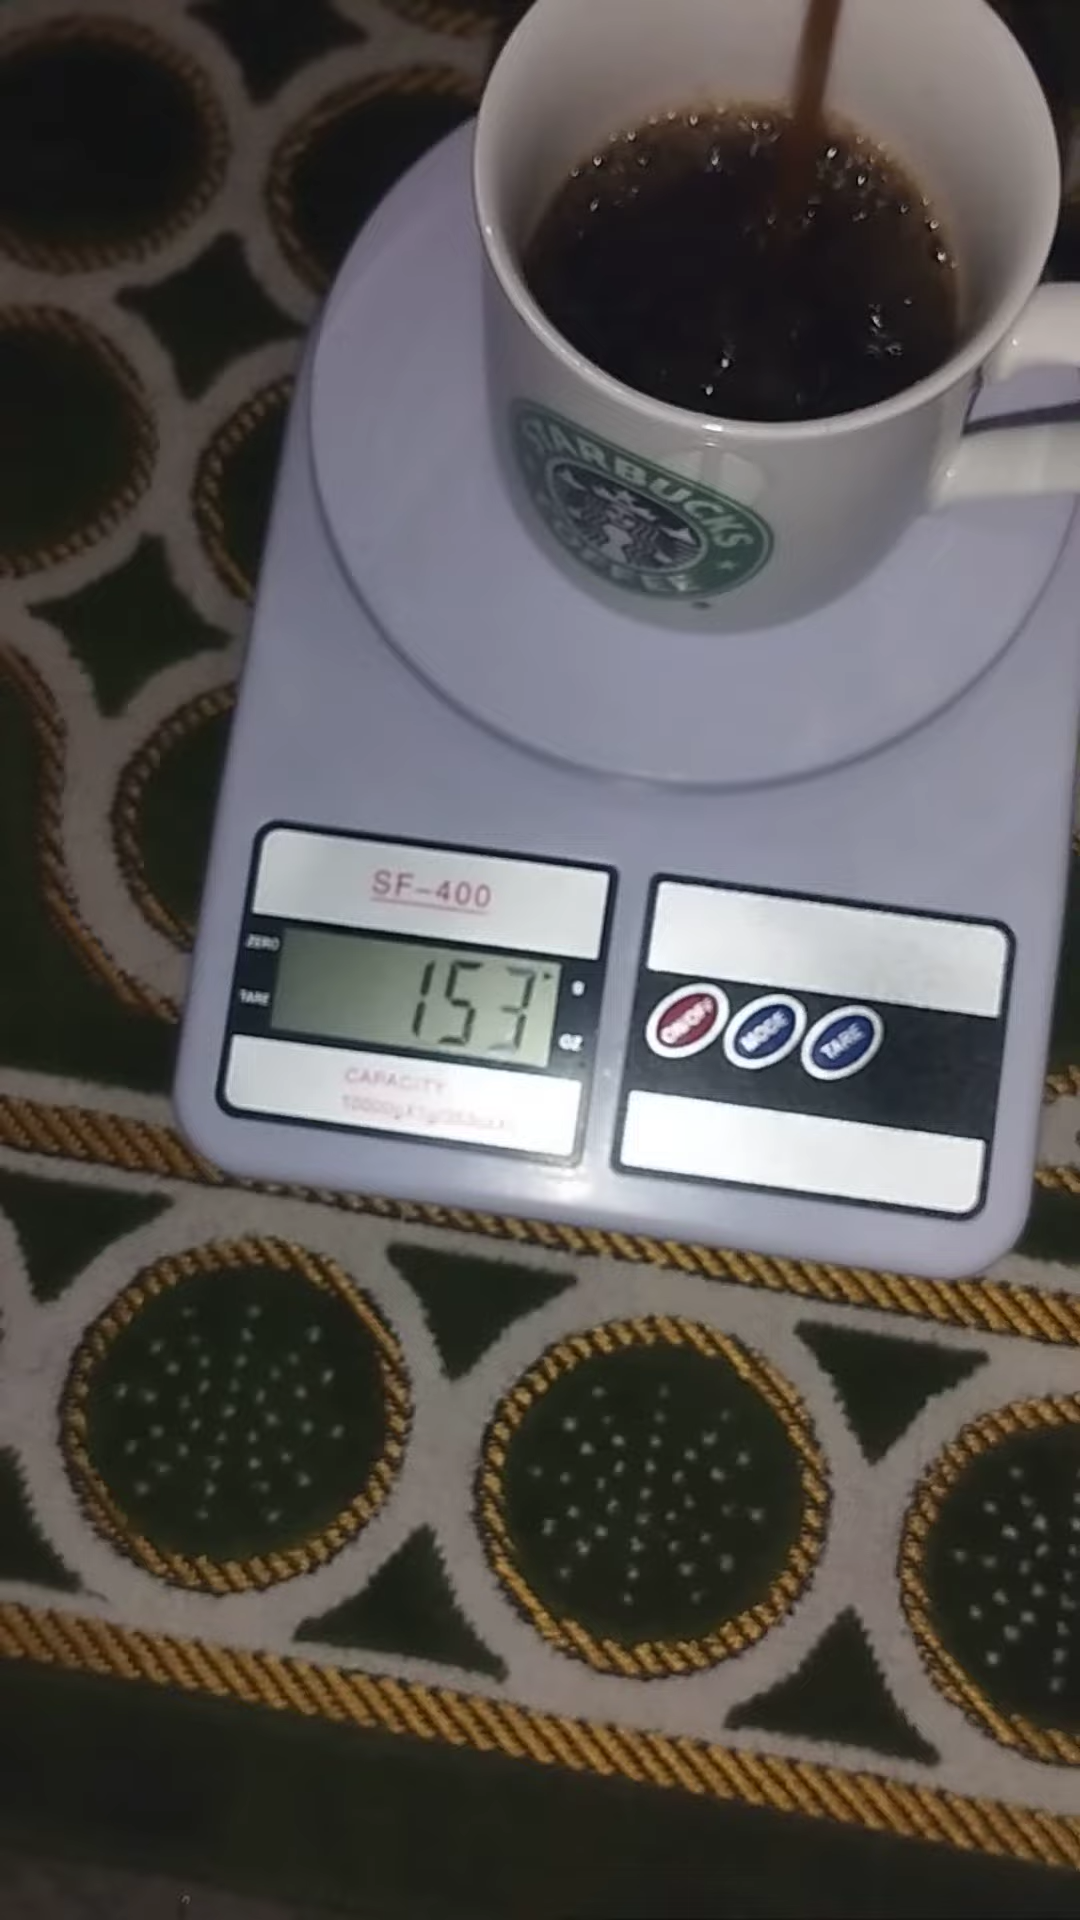 STARBUCKS
COFFEE
SF-400
ZERO
TARE
153
g
oz
CAPACITY
ON/OFF
MODE
TARE